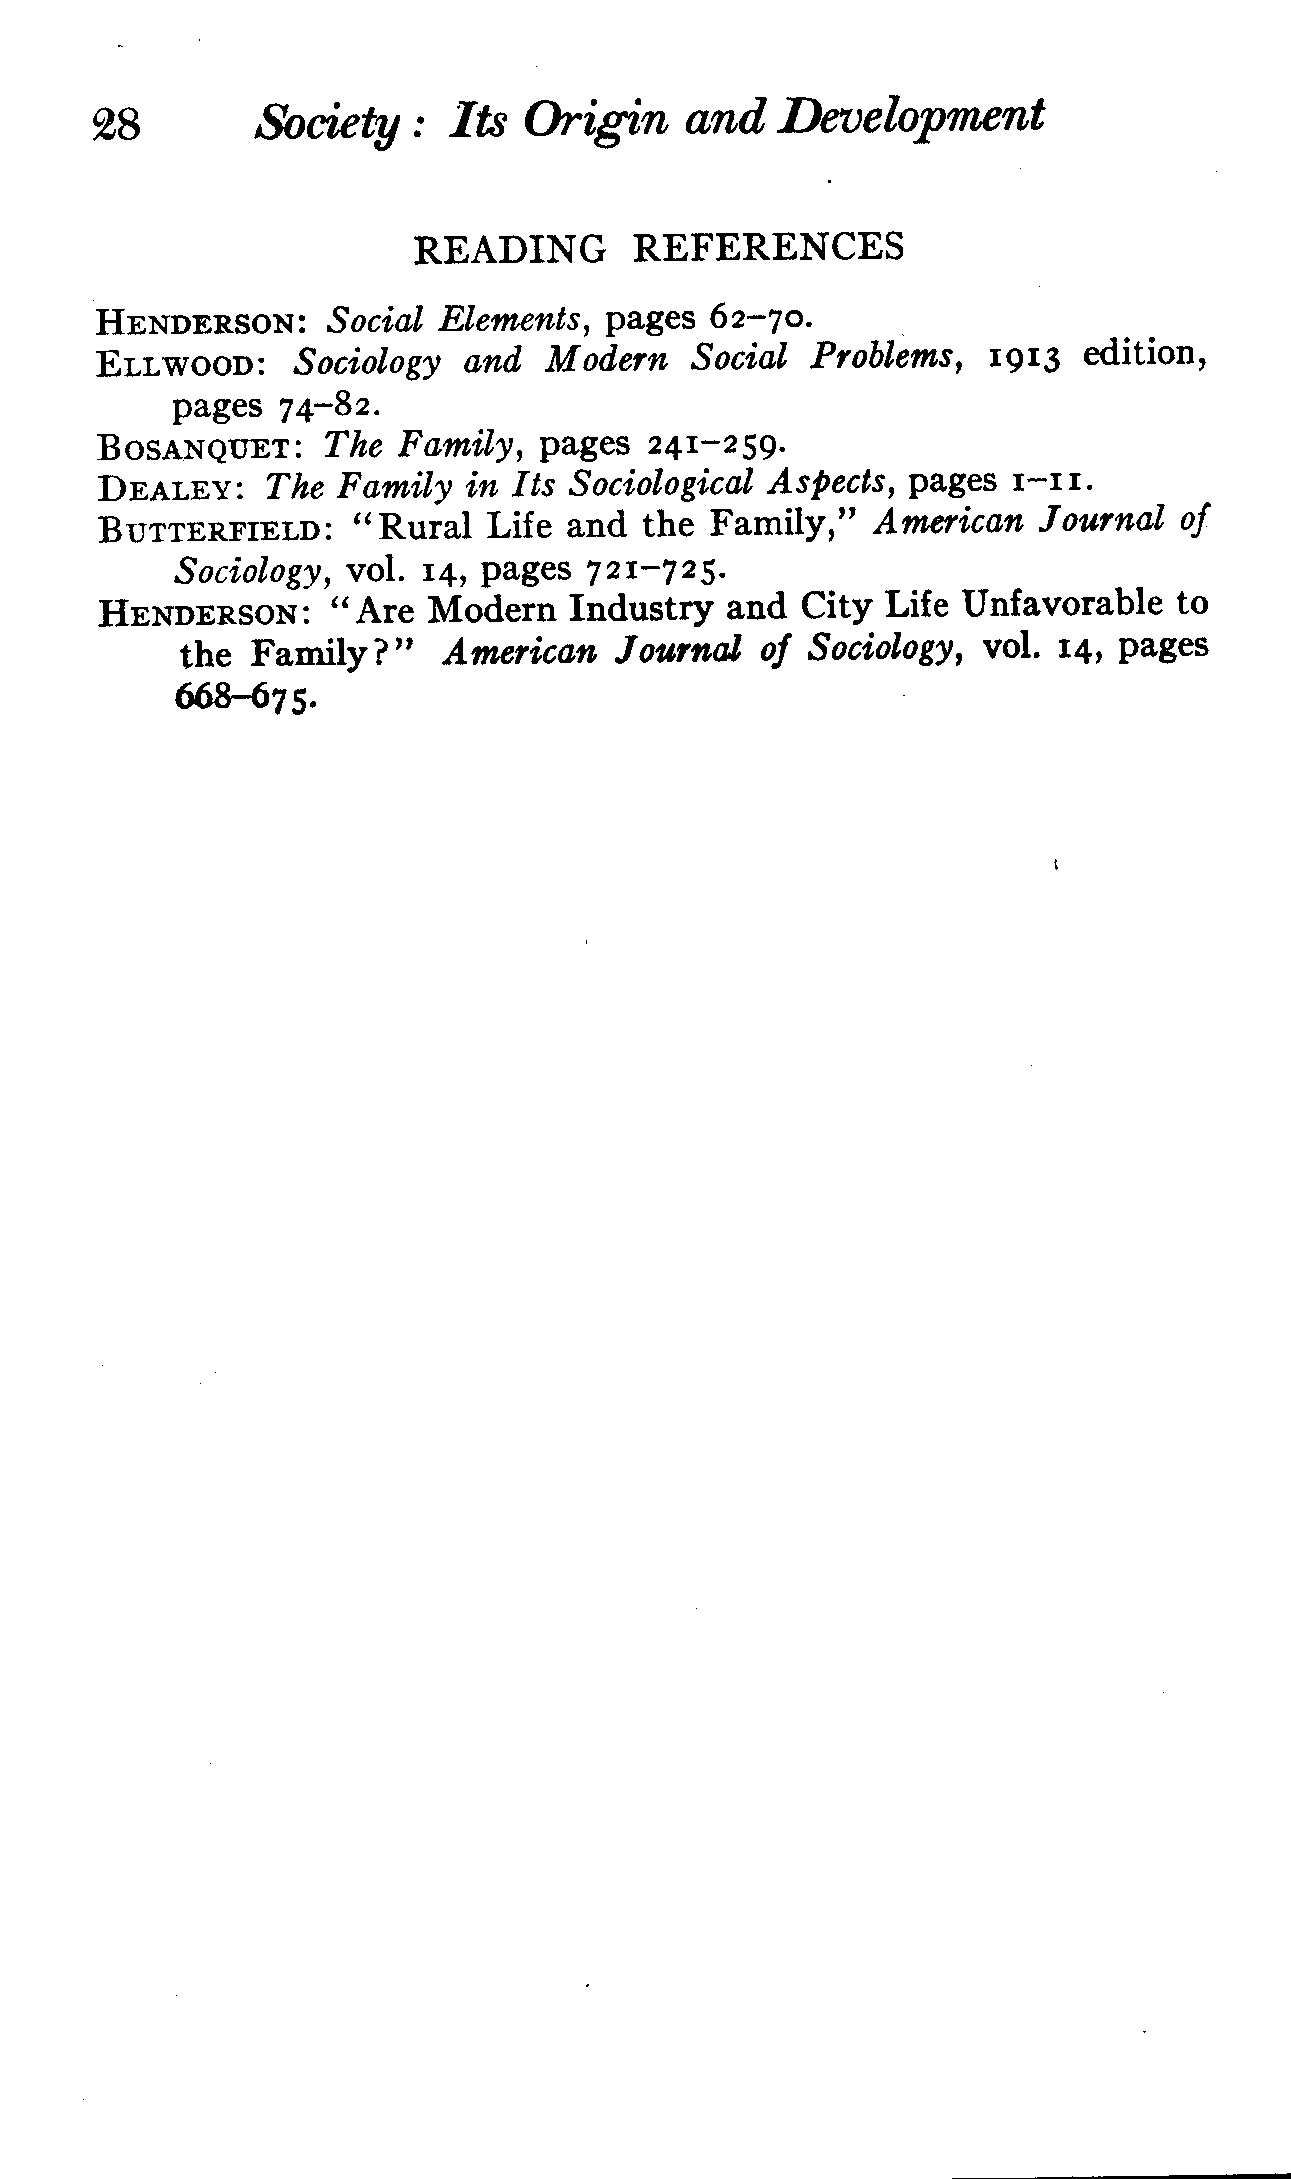 28 Society: Its Origin and Development
READING REFERENCES
HENDERSON: Social Elements, pages 62–70.
ELLWOOD: Sociology and Modern Social Problems, 1913 edition,
pages 74–82.
BOSANQUET: The Family, pages 241–259.
DEALEY: The Family in Its Sociological Aspects, pages 1–11.
BUTTERFIELD: "Rural Life and the Family," American Journal of
Sociology, vol. 14, pages 721–725.
HENDERSON: "Are Modern Industry and City Life Unfavorable to
the Family?" American Journal of Sociology, vol. 14, pages
668–675.